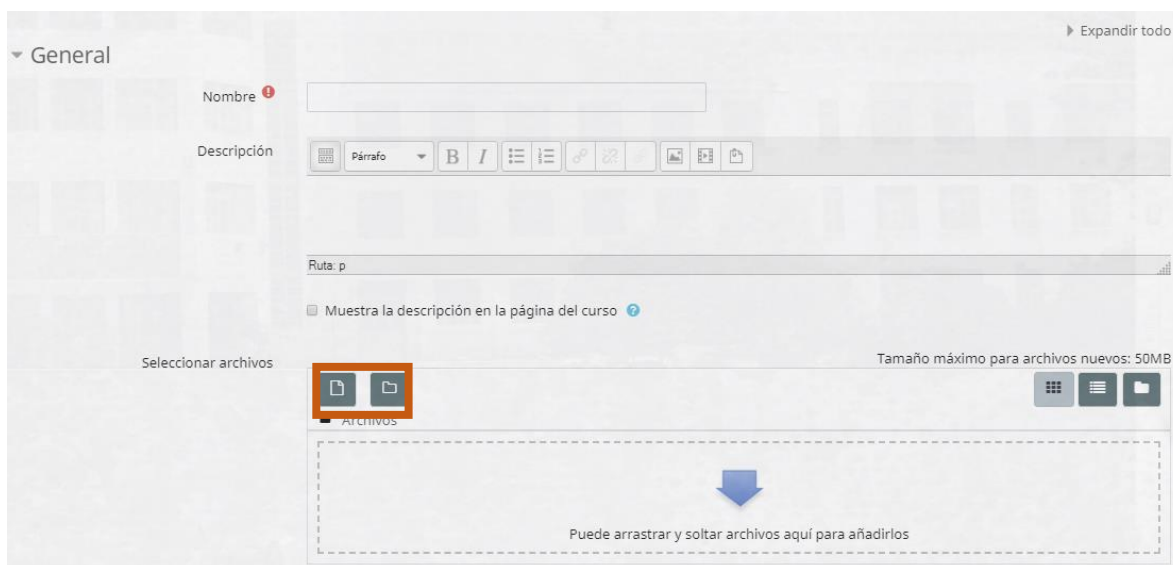 Expandir todo
General
Nombre
Descripción
Párrafo
B I
Ruta: p
Muestra la descripción en la página del curso
Seleccionar archivos
Tamaño máximo para archivos nuevos: 50MB
Archivos
Puede arrastrar y soltar archivos aquí para añadirlos